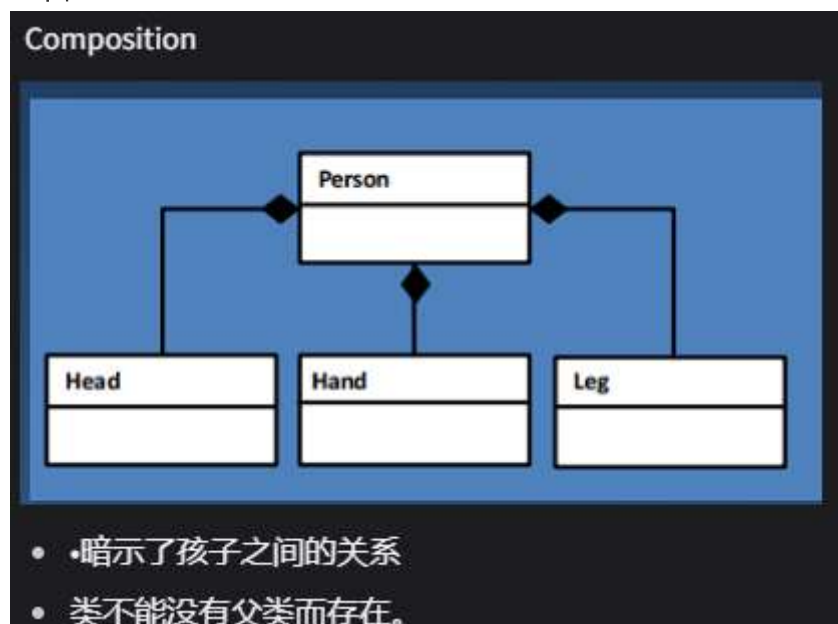 Composition
Person
Head
Hand
Leg
•暗示了孩子之间的关系
类不能没有父类而存在。